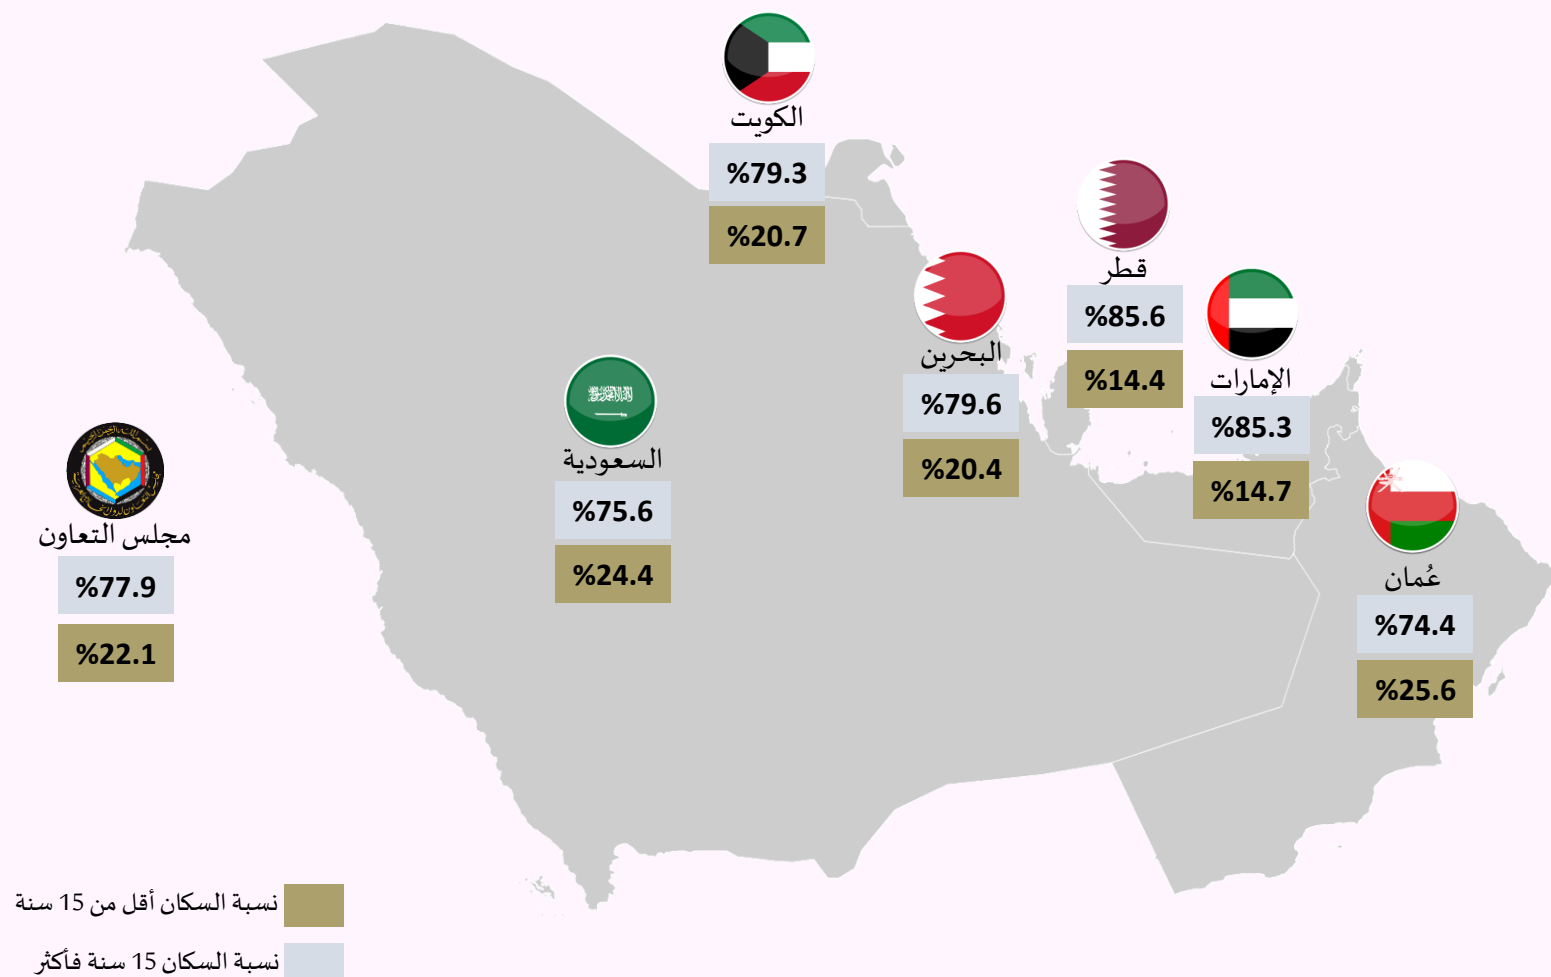 الكويت
%79.3
%20.7
قطر
%85.6
%14.4
الإمارات
%85.3
%14.7
البحرين
%79.6
%20.4
السعودية
%75.6
%24.4
عُمان
%74.4
%25.6
مجلس التعاون
%77.9
%22.1
نسبة السكان أقل من 15 سنة
نسبة السكان 15 سنة فأكثر